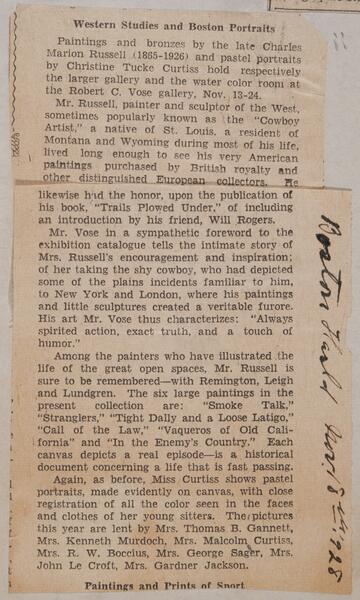 Western Studies and Boston Portraits
Paintings and bronzes by the late Charles
Marion Russell (1865-1926) and pastel portraits
by Christine Tucke Curtiss hold respectively
the larger gallery and the water color room at
the Robert C. Vose gallery, Nov. 13-24.
Mr. Russell, painter and sculptor of the West,
sometimes popularly known as the "Cowboy
Artist," a native of St. Louis, a resident of
Montana and Wyoming during most of his life,
lived long enough to see his very American
paintings purchased by British royalty and
other distinguished European collectors. He
likewise had the honor, upon the publication of
his book, "Trails Plowed Under," of including
an introduction by his friend, Will Rogers.
Mr. Vose in a sympathetic foreword to the
exhibition catalogue tells the intimate story of
Mrs. Russell's encouragement and inspiration;
of her taking the shy cowboy, who had depicted
some of the plains incidents familiar to him,
to New York and London, where his paintings
and little sculptures created a veritable furore.
His art Mr. Vose thus characterizes: "Always
spirited action, exact truth, and a touch of
humor."
Among the painters who have illustrated the
life of the great open spaces, Mr. Russell is
sure to be remembered—with Remington, Leigh
and Lundgren. The six large paintings in the
present collection are: "Smoke Talk,"
"Stranglers," "Tight Dally and a Loose Latigo,"
"Call of the Law," "Vaqueros of Old Cali-
fornia" and "In the Enemy's Country." Each
canvas depicts a real episode—is a historical
document concerning a life that is fast passing.
Again, as before, Miss Curtiss shows pastel
portraits, made evidently on canvas, with close
registration of all the color seen in the faces
and clothes of her young sitters. The pictures
this year are lent by Mrs. Thomas B. Gannett,
Mrs. Kenneth Murdoch, Mrs. Malcolm Curtiss,
Mrs. R. W. Boccius, Mrs. George Sager, Mrs.
John Le Croft, Mrs. Gardner Jackson.
Paintings and Prints of Sport
Boston Herald Nov. 18th 1928